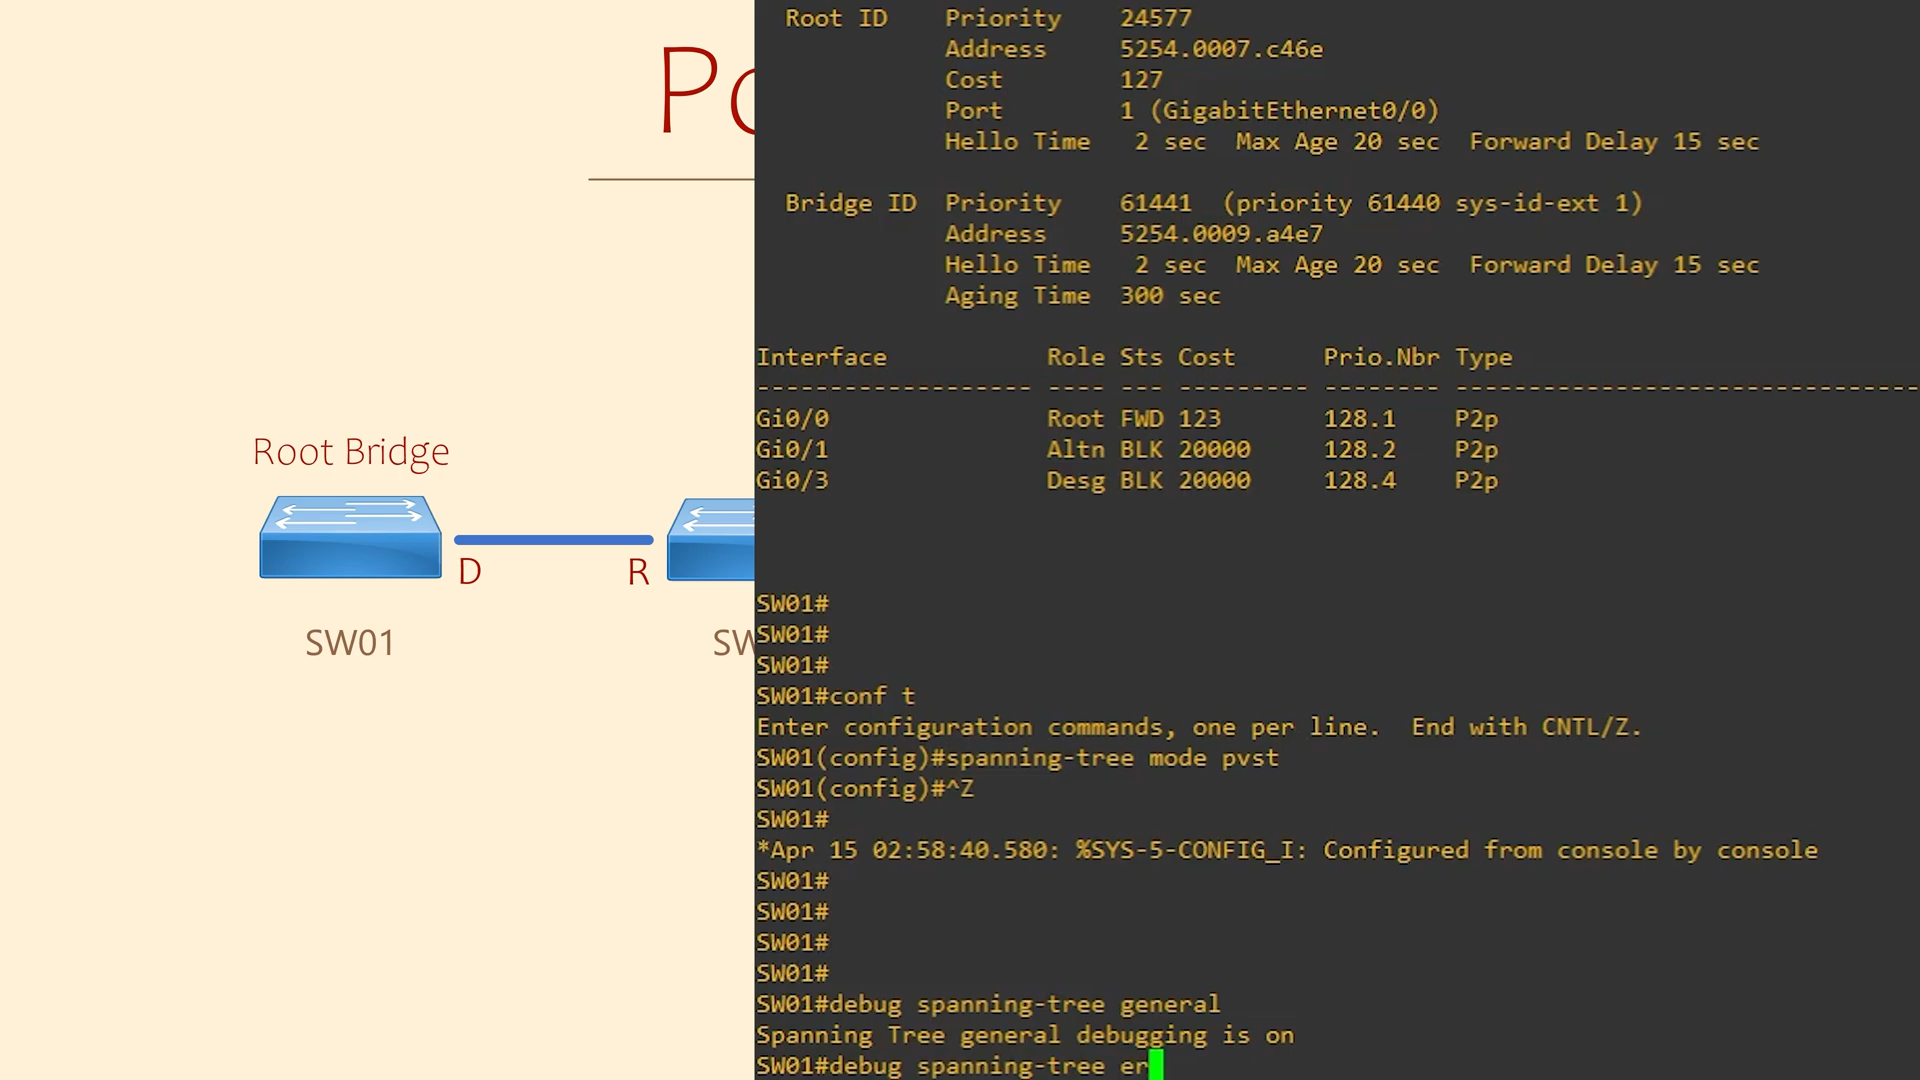 Po
Root Bridge
D
R
SW01
SW
Root ID Priority 24577
Address 5254.0007.c46e
Cost 127
Port 1 (GigabitEthernet0/0)
Hello Time 2 sec Max Age 20 sec Forward Delay 15 sec
Bridge ID Priority 61441 (priority 61440 sys-id-ext 1)
Address 5254.0009.a4e7
Hello Time 2 sec Max Age 20 sec Forward Delay 15 sec
Aging Time 300 sec
Interface Role Sts Cost Prio.Nbr Type
------------------- ---- --- --------- -------- --------------------------------
Gi0/0 Root FWD 123 128.1 P2p
Gi0/1 Altn BLK 20000 128.2 P2p
Gi0/3 Desg BLK 20000 128.4 P2p
SW01#
SW01#
SW01#
SW01#conf t
Enter configuration commands, one per line. End with CNTL/Z.
SW01(config)#spanning-tree mode pvst
SW01(config)#^Z
SW01#
*Apr 15 02:58:40.580: %SYS-5-CONFIG_I: Configured from console by console
SW01#
SW01#
SW01#
SW01#
SW01#debug spanning-tree general
Spanning Tree general debugging is on
SW01#debug spanning-tree er